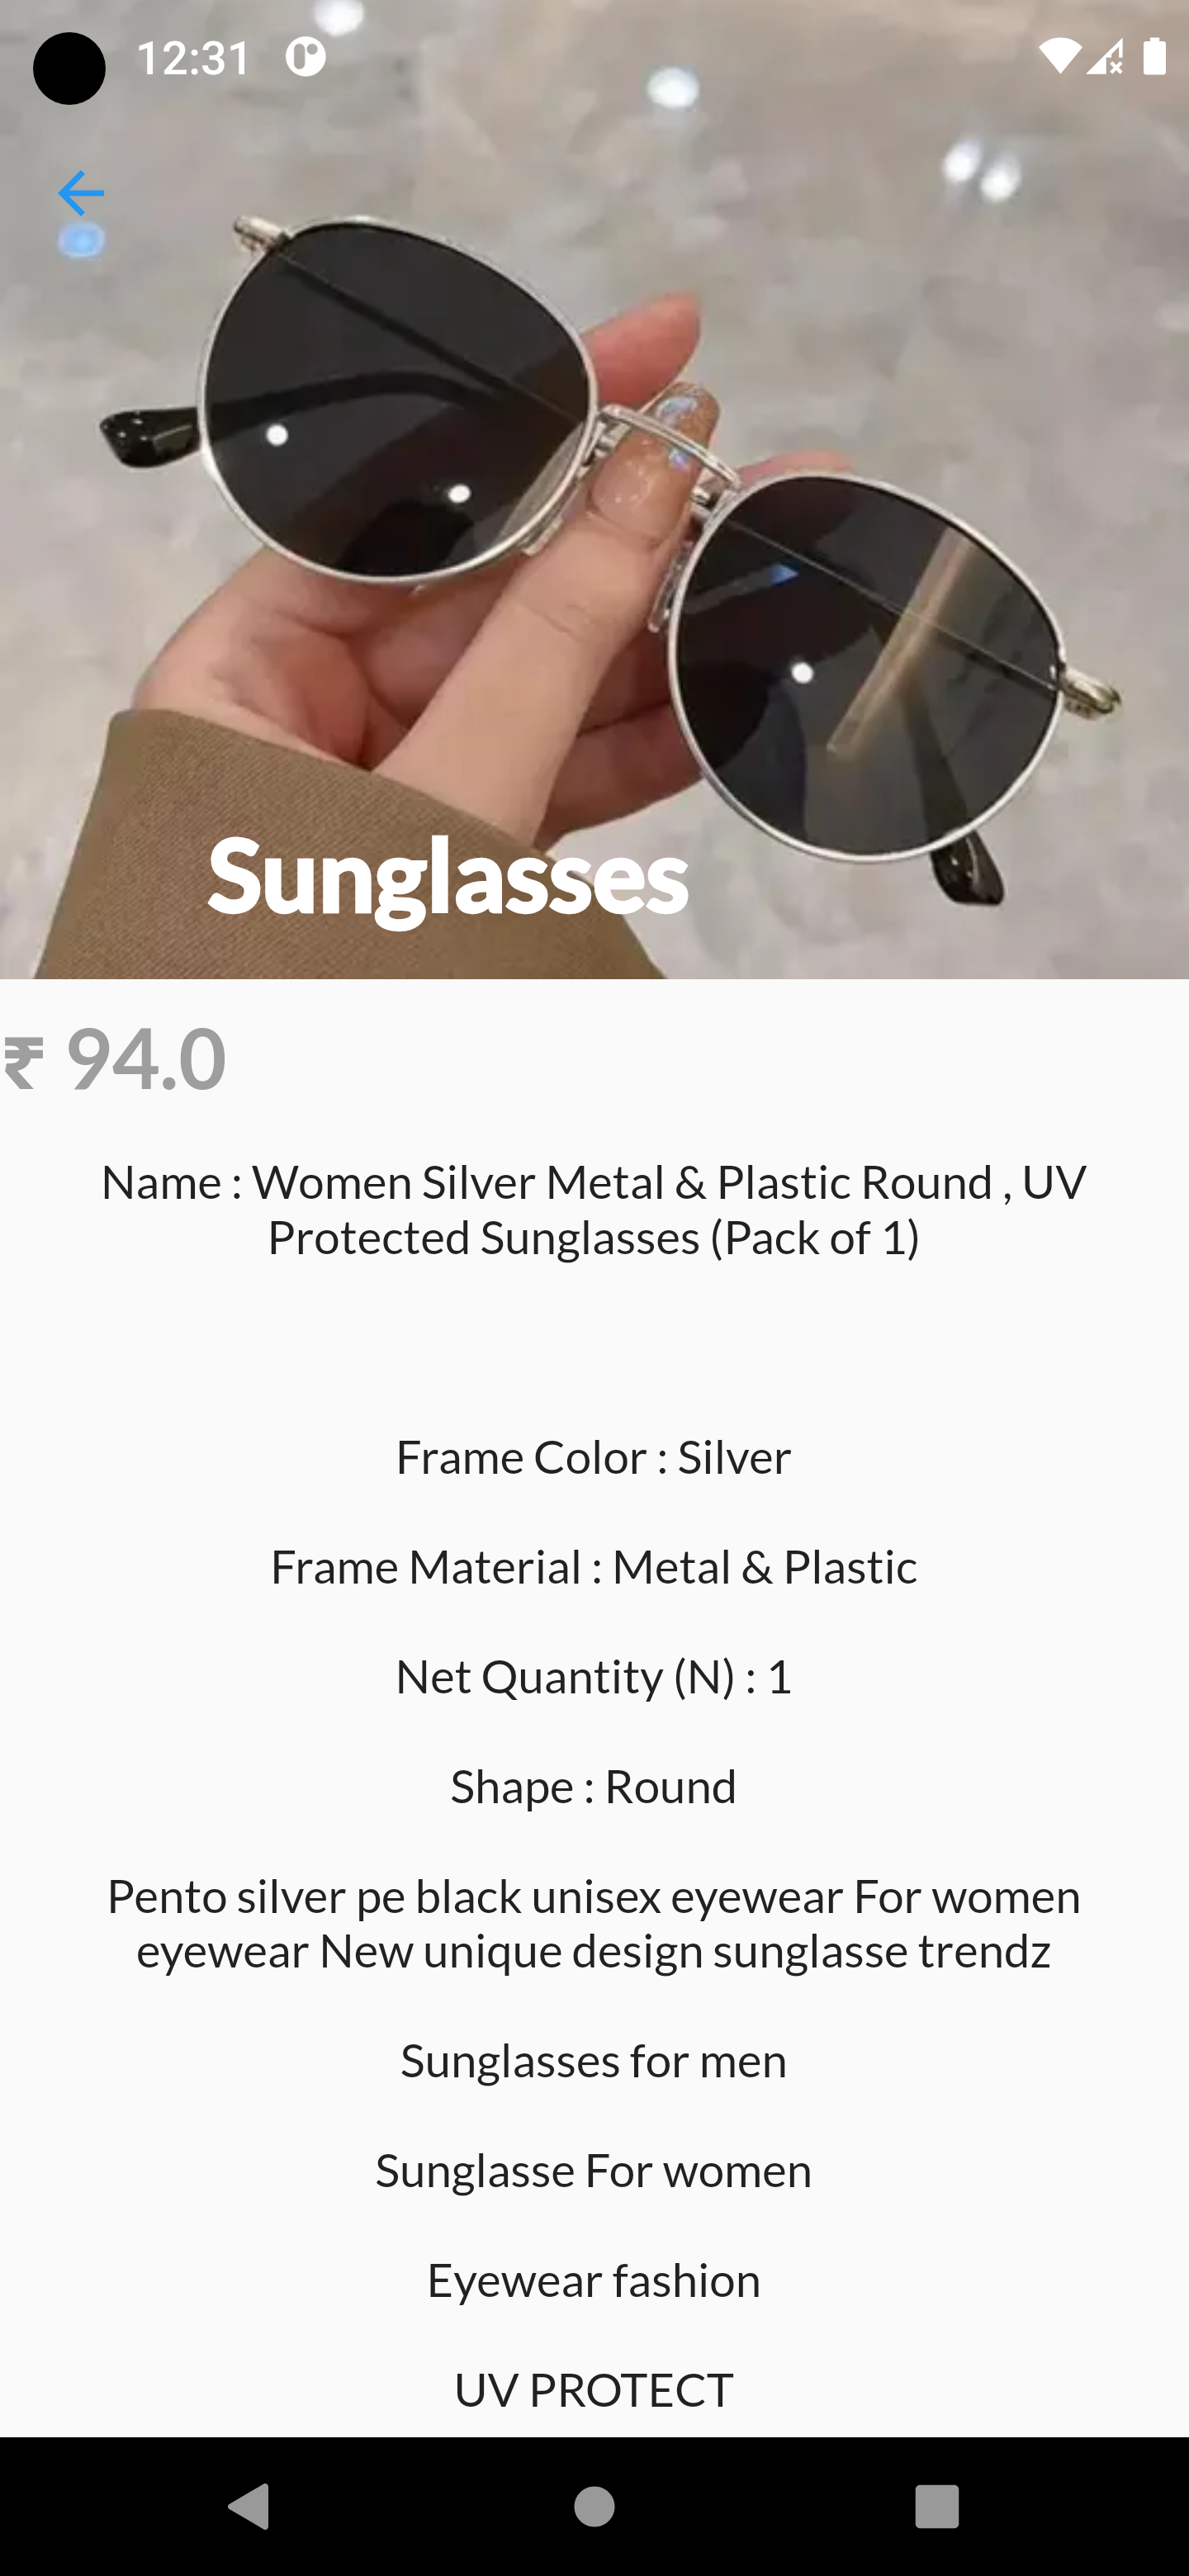 12:31
Sunglasses
₹ 94.0
Name : Women Silver Metal & Plastic Round , UV
Protected Sunglasses (Pack of 1)
Frame Color : Silver
Frame Material : Metal & Plastic
Net Quantity (N) : 1
Shape : Round
Pento silver pe black unisex eyewear For women
eyewear New unique design sunglasse trendz
Sunglasses for men
Sunglasse For women
Eyewear fashion
UV PROTECT